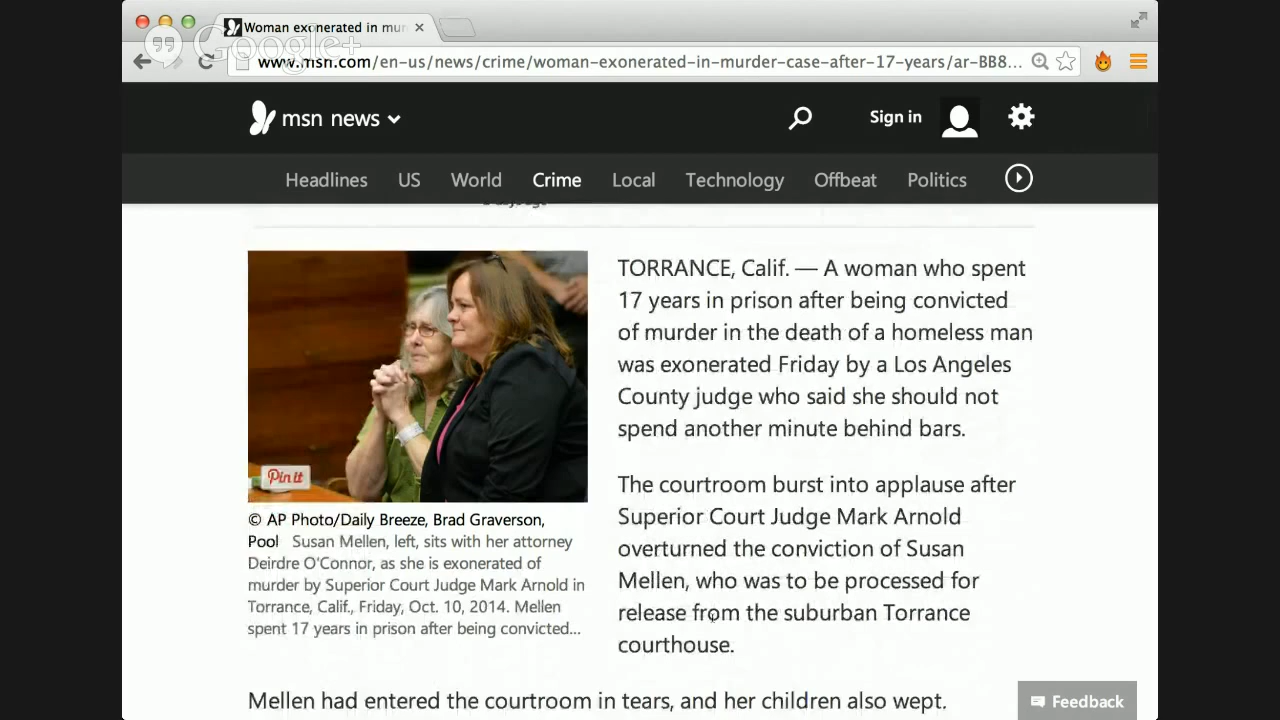 Woman exonerated in mur
Google+
www.msn.com/en-us/news/crime/woman-exonerated-in-murder-case-after-17-years/ar-BB8...
msn news
Sign in
Headlines US World Crime Local Technology Offbeat Politics
TORRANCE, Calif. — A woman who spent
17 years in prison after being convicted
of murder in the death of a homeless man
was exonerated Friday by a Los Angeles
County judge who said she should not
spend another minute behind bars.
The courtroom burst into applause after
Superior Court Judge Mark Arnold
overturned the conviction of Susan
Mellen, who was to be processed for
release from the suburban Torrance
courthouse.
Pin it
© AP Photo/Daily Breeze, Brad Graverson,
Pool Susan Mellen, left, sits with her attorney
Deirdre O'Connor, as she is exonerated of
murder by Superior Court Judge Mark Arnold in
Torrance, Calif., Friday, Oct. 10, 2014. Mellen
spent 17 years in prison after being convicted...
Mellen had entered the courtroom in tears, and her children also wept.
Feedback